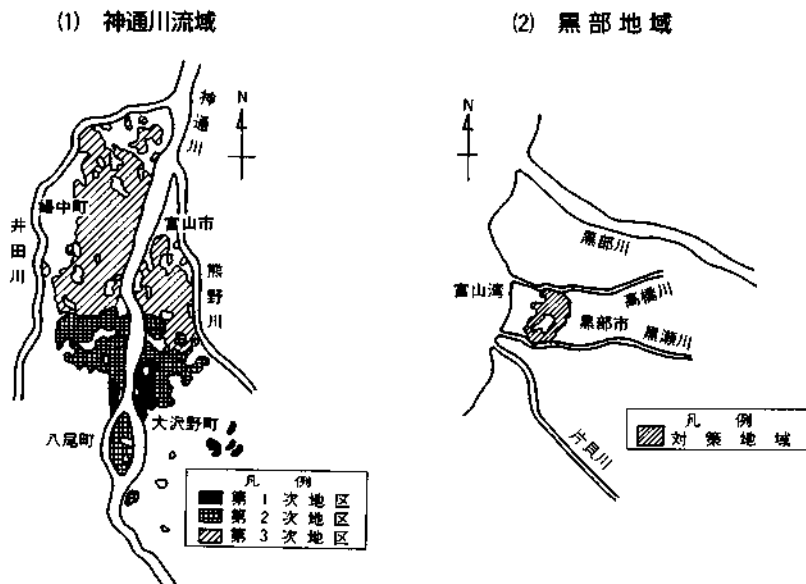 (1) 神通川流域
(2) 黒部地域
N
神通川
井田川
婦中町
富山市
熊野川
八尾町
大沢野町
凡例
第1次地区
第2次地区
第3次地区
N
黒部川
富山湾
高橋川
黒部市
黒瀬川
片貝川
凡例
対策地域